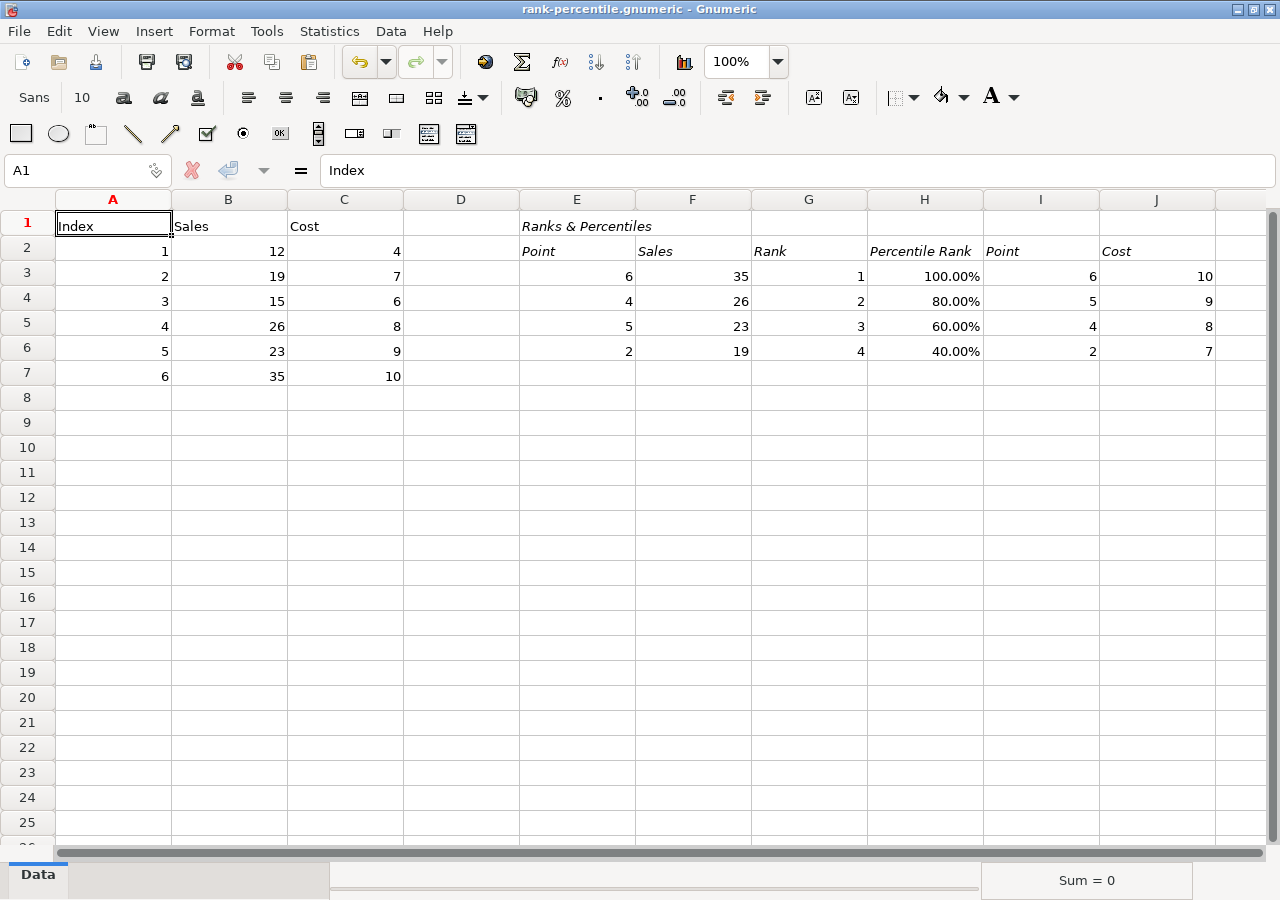 rank-percentile.gnumeric - Gnumeric
File Edit View Insert Format Tools Statistics Data Help
f(x) 100%
Sans 10 a a a % +.0 .00 .00 .0 A A A
OK
A1 = Index
A B C D E F G H I J
1 Index Sales Cost Ranks & Percentiles
2 1 12 4 Point Sales Rank Percentile Rank Point Cost
3 2 19 7 6 35 1 100.00% 6 10
4 3 15 6 4 26 2 80.00% 5 9
5 4 26 8 5 23 3 60.00% 4 8
6 5 23 9 2 19 4 40.00% 2 7
7 6 35 10
8
9
10
11
12
13
14
15
16
17
18
19
20
21
22
23
24
25
Data Sum = 0